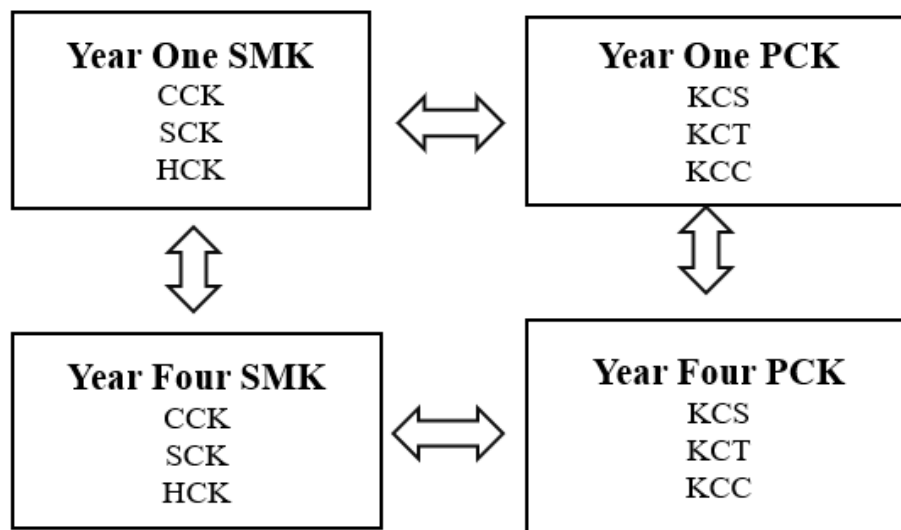 Year One SMK
CCK
SCK
HCK
Year One PCK
KCS
KCT
KCC
Year Four SMK
CCK
SCK
HCK
Year Four PCK
KCS
KCT
KCC